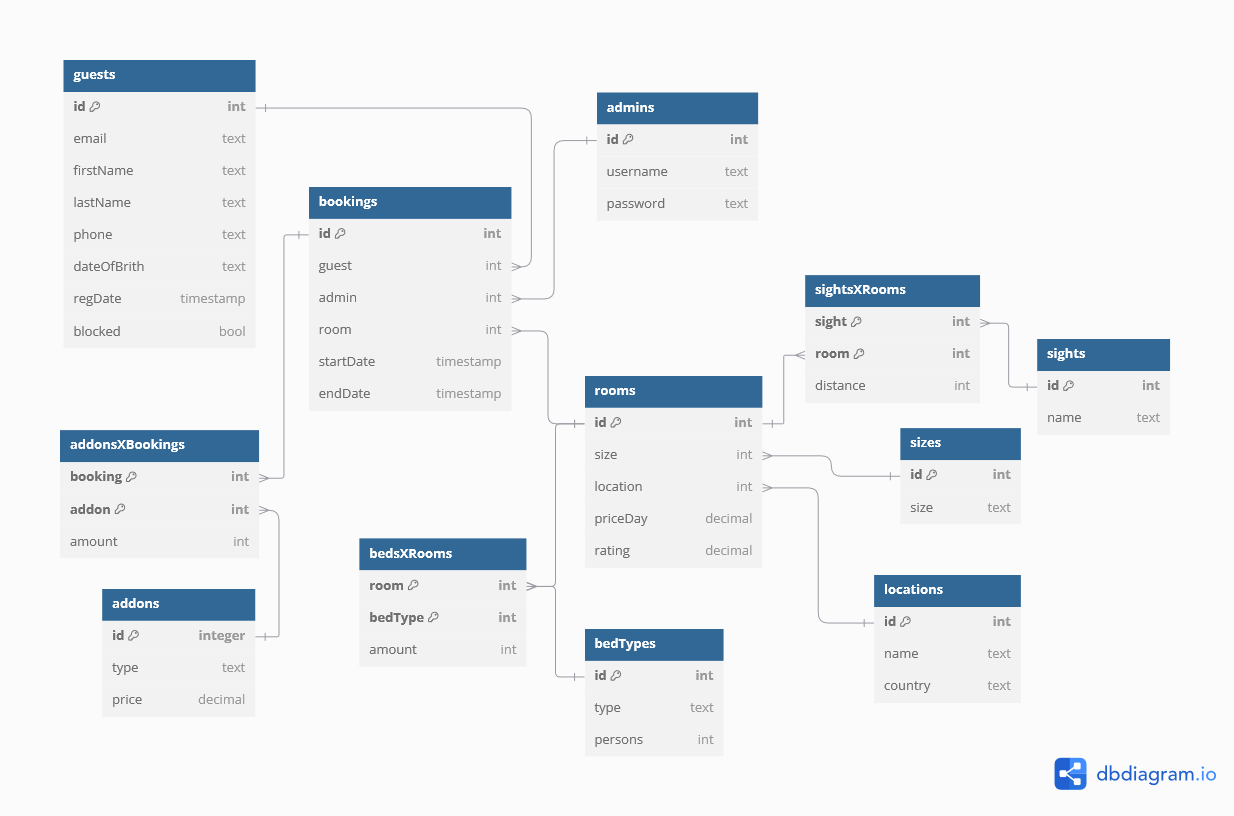 guests
id int
email text
firstName text
lastName text
phone text
dateOfBrith text
regDate timestamp
blocked bool
admins
id int
username text
password text
bookings
id int
guest int
admin int
room int
startDate timestamp
endDate timestamp
sightsXRooms
sight int
room int
distance int
sights
id int
name text
rooms
id int
size int
location int
priceDay decimal
rating decimal
sizes
id int
size text
addonsXBookings
booking int
addon int
amount int
bedsXRooms
room int
bedType int
amount int
locations
id int
name text
country text
addons
id integer
type text
price decimal
bedTypes
id int
type text
persons int
dbdiagram.io